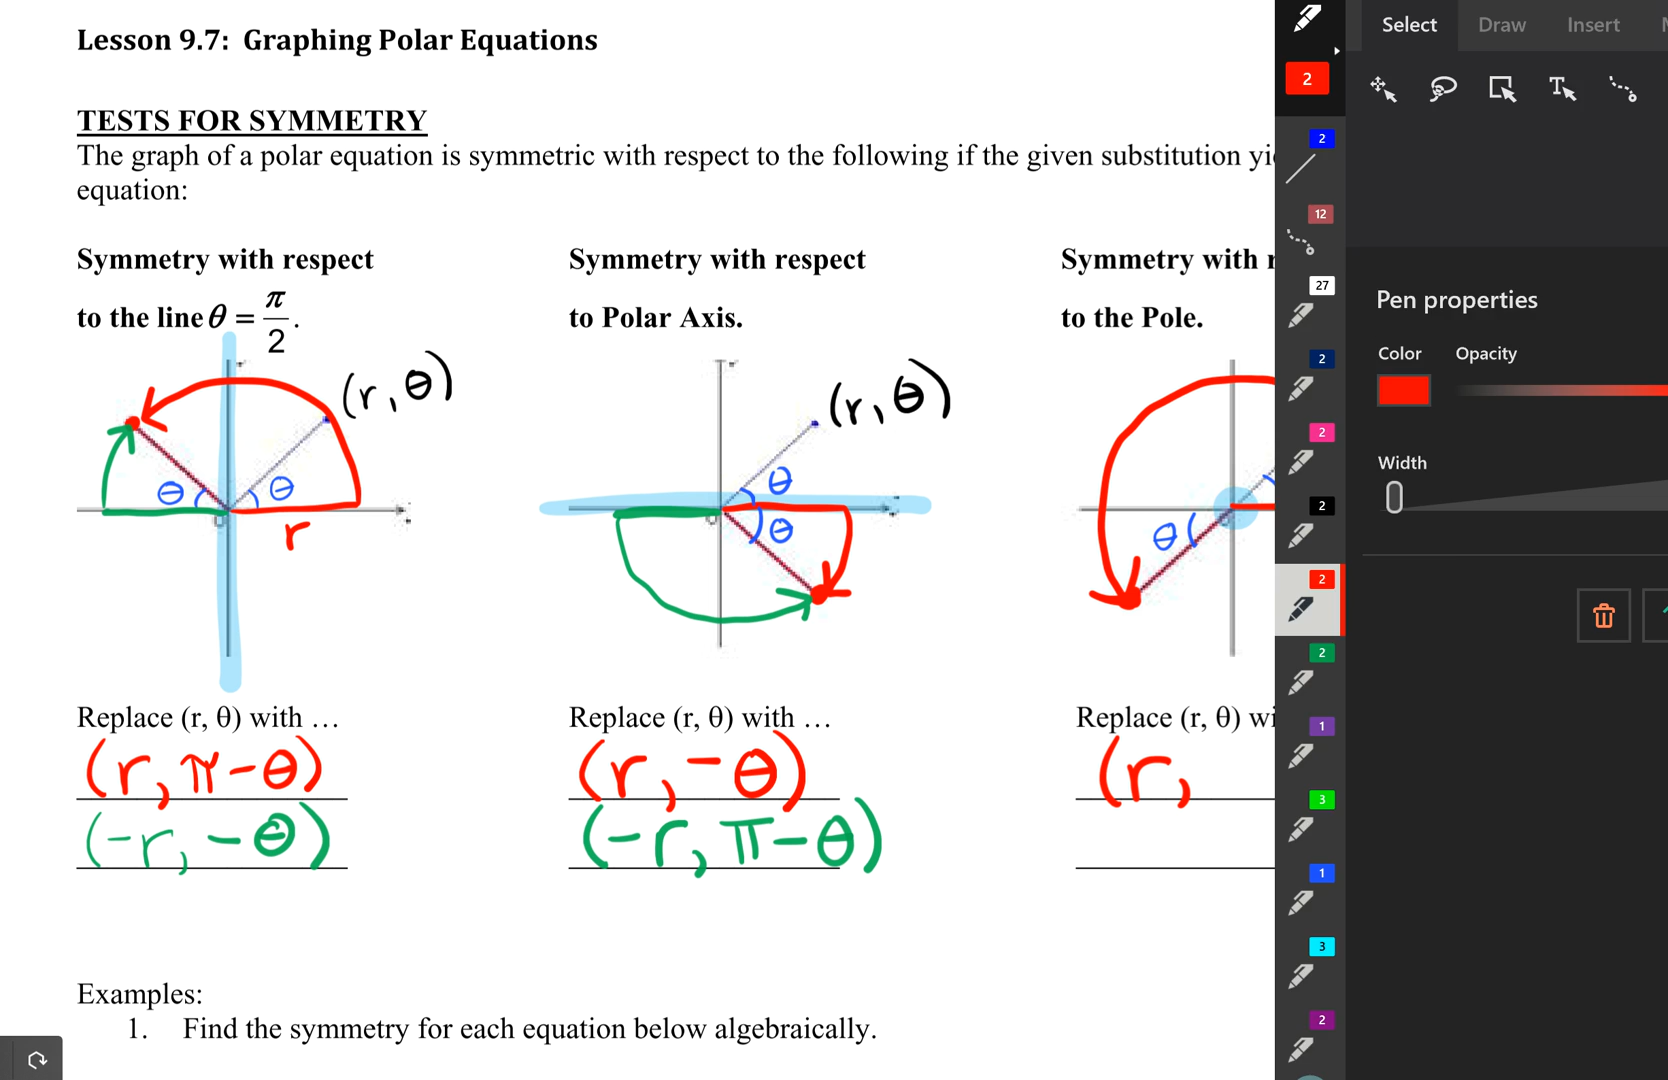 Lesson 9.7: Graphing Polar Equations
TESTS FOR SYMMETRY
The graph of a polar equation is symmetric with respect to the following if the given substitution yi
equation:
Symmetry with respect
to the line θ = π/2.
(r, θ)
θ
θ
r
Replace (r, θ) with …
(r, π-θ)
(-r, -θ)
Symmetry with respect
to Polar Axis.
(r, θ)
θ
θ
Replace (r, θ) with …
(r, -θ)
(-r, π-θ)
Symmetry with r
to the Pole.
θ
Replace (r, θ) wi
(r,
Examples:
1. Find the symmetry for each equation below algebraically.
2
2
12
27
2
2
2
2
2
1
3
1
3
2
Select Draw Insert
Pen properties
Color Opacity
Width